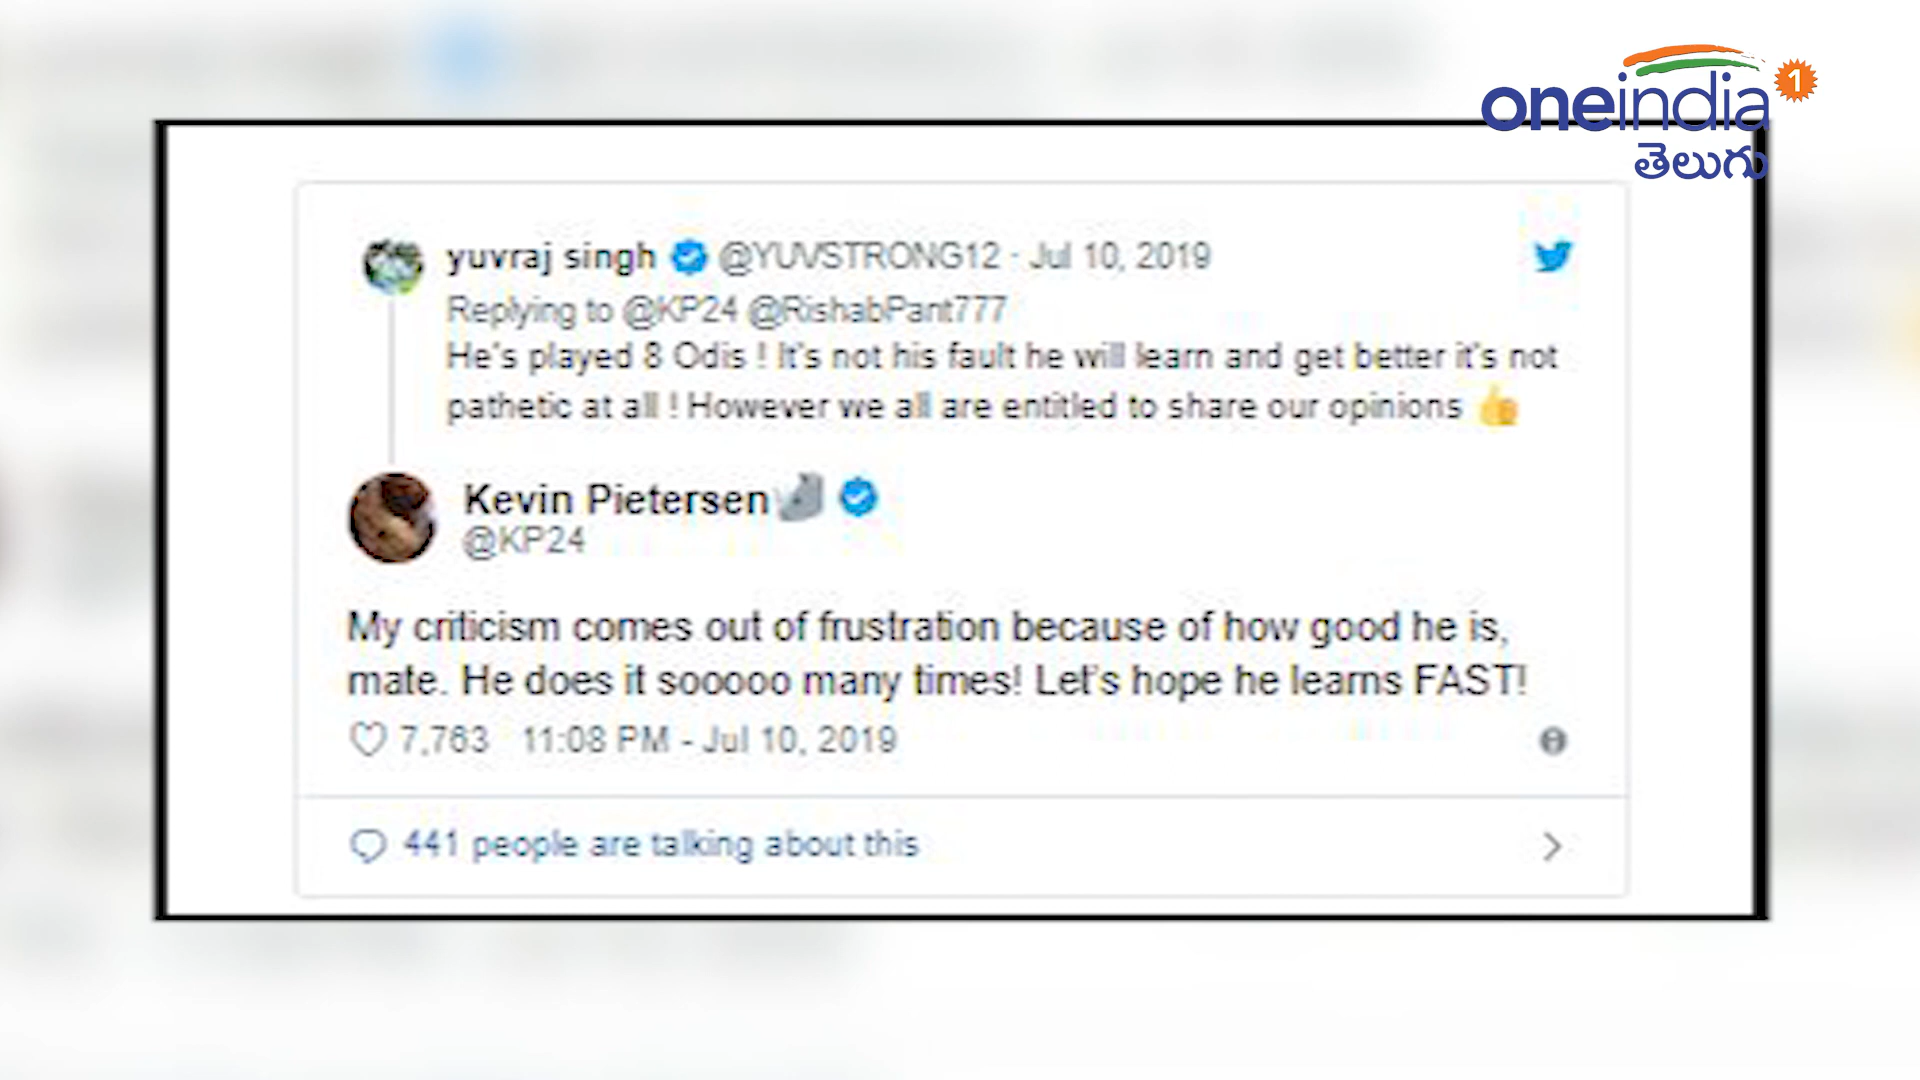 oneindia 1
తెలుగు
yuvraj singh @YUVSTRONG12 · Jul 10, 2019
Replying to @KP24 @RishabPant777
He's played 8 Odis ! It's not his fault he will learn and get better it's not
pathetic at all ! However we all are entitled to share our opinions 👍
Kevin Pietersen
@KP24
My criticism comes out of frustration because of how good he is,
mate. He does it sooooo many times! Let's hope he learns FAST!
7,763 11:08 PM - Jul 10, 2019
441 people are talking about this